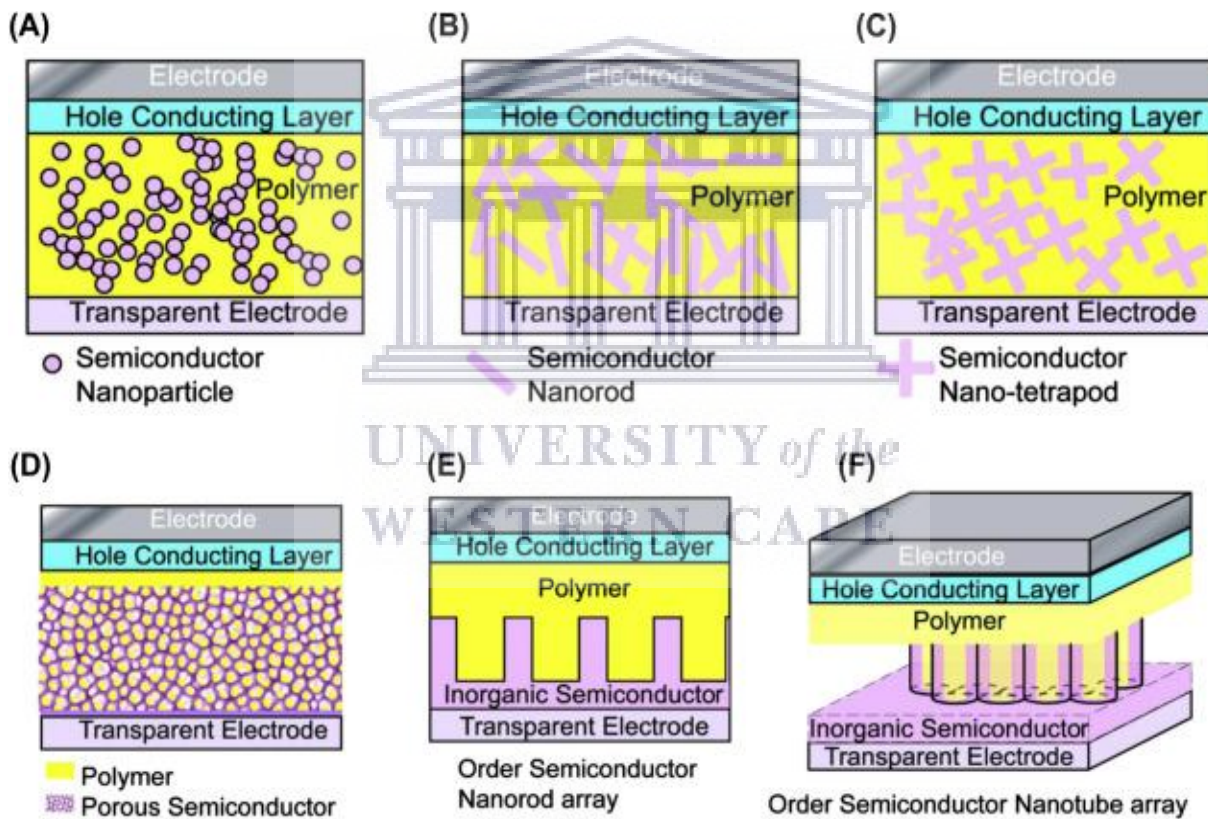 (A)
Electrode
Hole Conducting Layer
Polymer
Transparent Electrode
Semiconductor
Nanoparticle
(B)
Electrode
Hole Conducting Layer
Polymer
Transparent Electrode
Semiconductor
Nanorod
(C)
Electrode
Hole Conducting Layer
Polymer
Transparent Electrode
Semiconductor
Nano-tetrapod
UNIVERSITY of the
WESTERN CAPE
(D)
Electrode
Hole Conducting Layer
Transparent Electrode
Polymer
Porous Semiconductor
(E)
Electrode
Hole Conducting Layer
Polymer
Inorganic Semiconductor
Transparent Electrode
Order Semiconductor
Nanorod array
(F)
Electrode
Hole Conducting Layer
Polymer
Inorganic Semiconductor
Transparent Electrode
Order Semiconductor Nanotube array